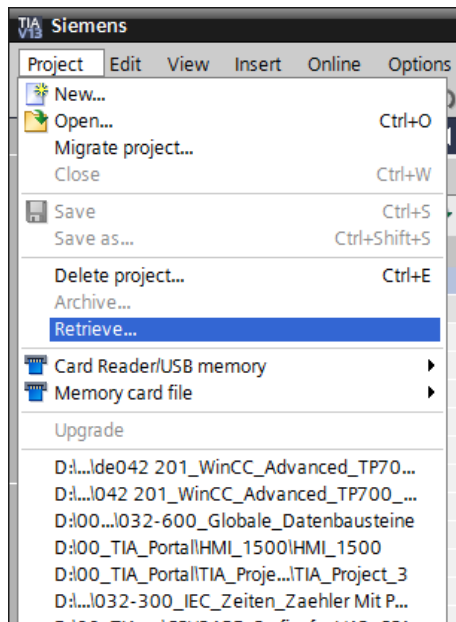 TIA V13 Siemens
Project Edit View Insert Online Options
New...
Open... Ctrl+O
Migrate project...
Close Ctrl+W
Save Ctrl+S
Save as... Ctrl+Shift+S
Delete project... Ctrl+E
Archive...
Retrieve...
Card Reader/USB memory
Memory card file
Upgrade
D:\...\de042 201_WinCC_Advanced_TP70...
D:\...\042 201_WinCC_Advanced_TP700_...
D:\00...\032-600_Globale_Datenbausteine
D:\00_TIA_Portal\HMI_1500\HMI_1500
D:\00_TIA_Portal\TIA_Proje...\TIA_Project_3
D:\...\032-300_IEC_Zeiten_Zaehler Mit P...